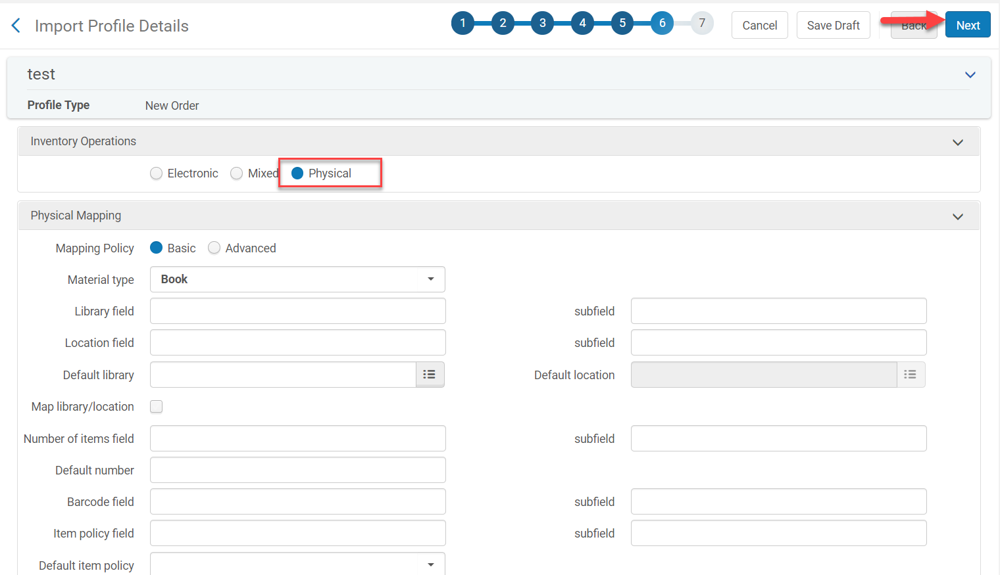 Import Profile Details
1 2 3 4 5 6 7
Cancel Save Draft Back Next
test
Profile Type New Order
Inventory Operations
Electronic Mixed Physical
Physical Mapping
Mapping Policy Basic Advanced
Material type Book
Library field subfield
Location field subfield
Default library Default location
Map library/location
Number of items field subfield
Default number
Barcode field subfield
Item policy field subfield
Default item policy